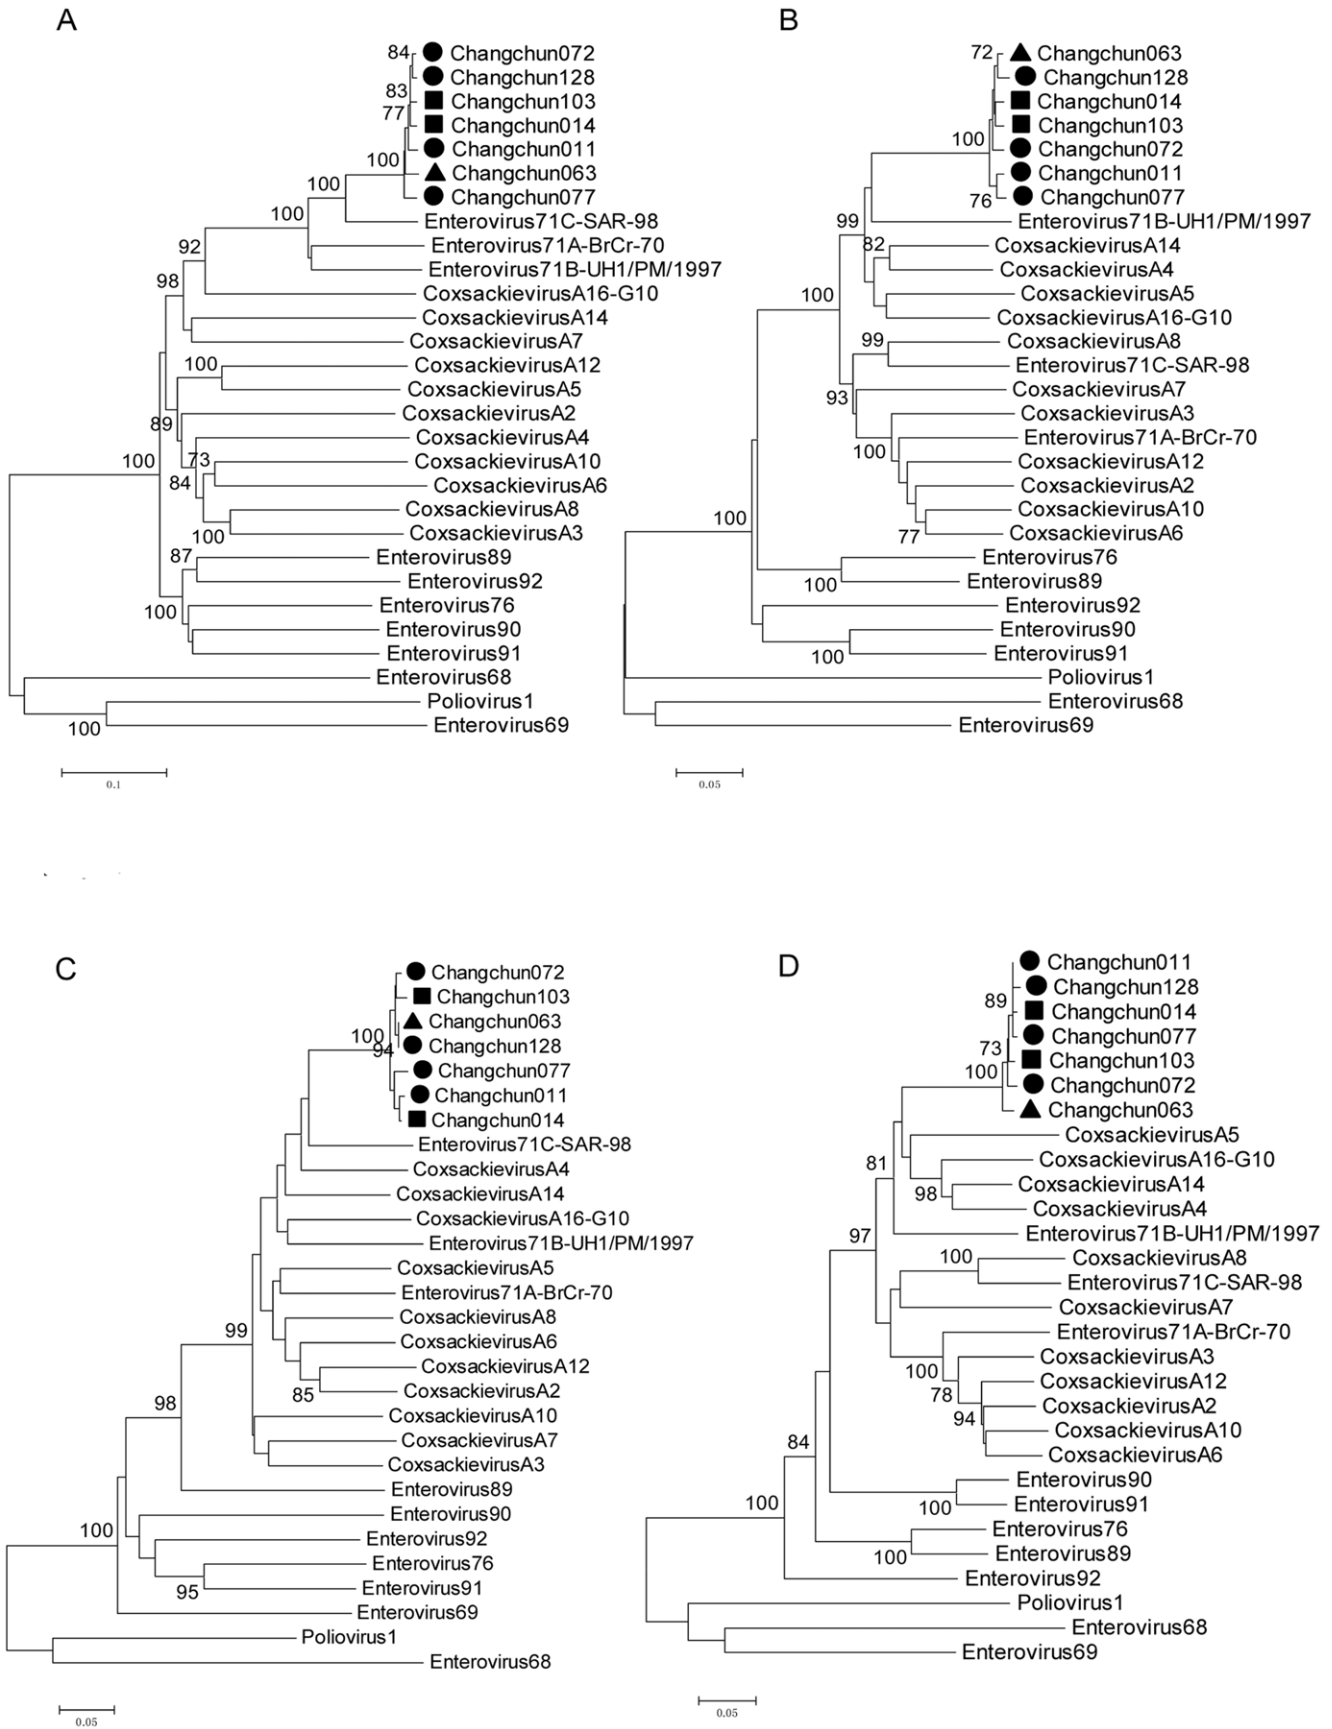 A
84
Changchun072
Changchun128
83
Changchun103
77
Changchun014
Changchun011
100
Changchun063
100
Changchun077
100
Enterovirus71C-SAR-98
92
Enterovirus71A-BrCr-70
Enterovirus71B-UH1/PM/1997
98
CoxsackievirusA16-G10
CoxsackievirusA14
CoxsackievirusA7
100
CoxsackievirusA12
CoxsackievirusA5
CoxsackievirusA2
89
CoxsackievirusA4
100
73
CoxsackievirusA10
84
CoxsackievirusA6
CoxsackievirusA8
100
CoxsackievirusA3
87
Enterovirus89
Enterovirus92
100
Enterovirus76
Enterovirus90
Enterovirus91
Enterovirus68
Poliovirus1
100
Enterovirus69
0.1
B
72
Changchun063
Changchun128
Changchun014
Changchun103
100
Changchun072
Changchun011
76
Changchun077
99
Enterovirus71B-UH1/PM/1997
82
CoxsackievirusA14
CoxsackievirusA4
100
CoxsackievirusA5
CoxsackievirusA16-G10
99
CoxsackievirusA8
Enterovirus71C-SAR-98
93
CoxsackievirusA7
CoxsackievirusA3
Enterovirus71A-BrCr-70
100
CoxsackievirusA12
CoxsackievirusA2
100
CoxsackievirusA10
77
CoxsackievirusA6
Enterovirus76
100
Enterovirus89
Enterovirus92
Enterovirus90
100
Enterovirus91
Poliovirus1
Enterovirus68
Enterovirus69
0.05
C
Changchun072
Changchun103
Changchun063
100
94
Changchun128
Changchun077
Changchun011
Changchun014
Enterovirus71C-SAR-98
CoxsackievirusA4
CoxsackievirusA14
CoxsackievirusA16-G10
Enterovirus71B-UH1/PM/1997
CoxsackievirusA5
Enterovirus71A-BrCr-70
CoxsackievirusA8
99
CoxsackievirusA6
CoxsackievirusA12
85
CoxsackievirusA2
98
CoxsackievirusA10
CoxsackievirusA7
CoxsackievirusA3
Enterovirus89
Enterovirus90
100
Enterovirus92
Enterovirus76
95
Enterovirus91
Enterovirus69
Poliovirus1
Enterovirus68
0.05
D
Changchun011
Changchun128
89
Changchun014
Changchun077
73
Changchun103
100
Changchun072
Changchun063
CoxsackievirusA5
81
CoxsackievirusA16-G10
98
CoxsackievirusA14
CoxsackievirusA4
97
Enterovirus71B-UH1/PM/1997
100
CoxsackievirusA8
Enterovirus71C-SAR-98
CoxsackievirusA7
Enterovirus71A-BrCr-70
100
CoxsackievirusA3
78
CoxsackievirusA12
94
CoxsackievirusA2
CoxsackievirusA10
84
CoxsackievirusA6
Enterovirus90
100
100
Enterovirus91
Enterovirus76
100
Enterovirus89
Enterovirus92
Poliovirus1
Enterovirus68
Enterovirus69
0.05